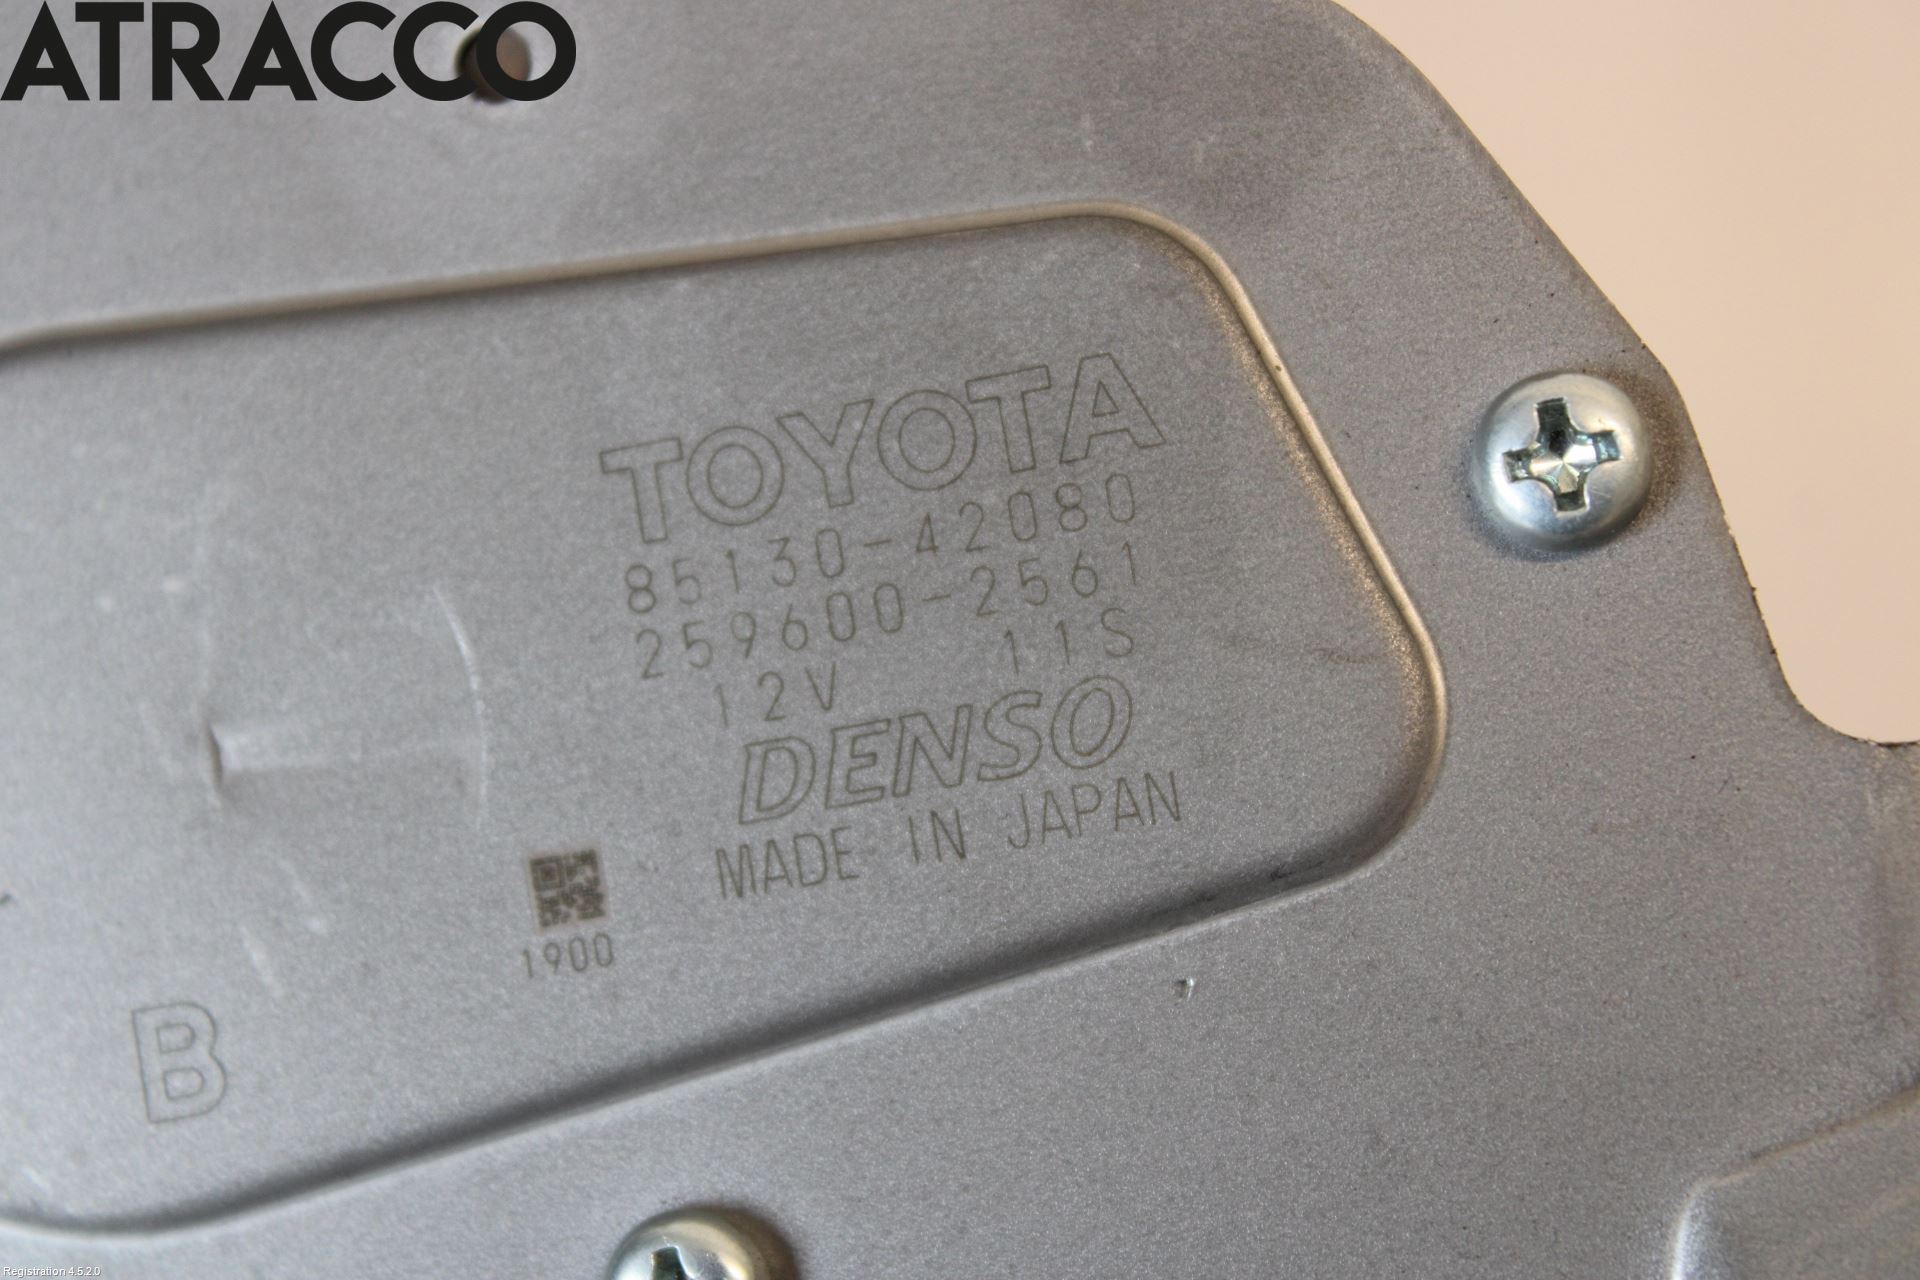 ATRACCO
TOYOTA
85130-42080
259600-2561
12V 11S
DENSO
MADE IN JAPAN
1900
B
Registration 4.5.2.0